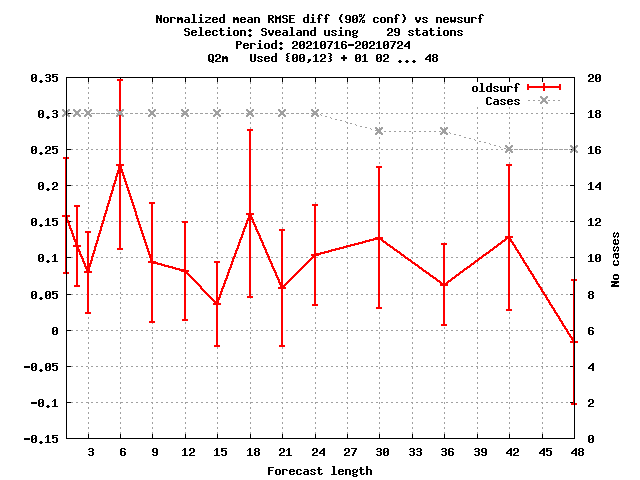 Normalized mean RMSE diff (90% conf) vs newsurf
Selection: Svealand using    29 stations
Period: 20210716-20210724
Q2m   Used {00,12} + 01 02 ... 48
oldsurf
Cases
0.35
0.3
0.25
0.2
0.15
0.1
0.05
0
-0.05
-0.1
-0.15
20
18
16
14
12
10
8
6
4
2
0
No cases
3 6 9 12 15 18 21 24 27 30 33 36 39 42 45 48
Forecast length